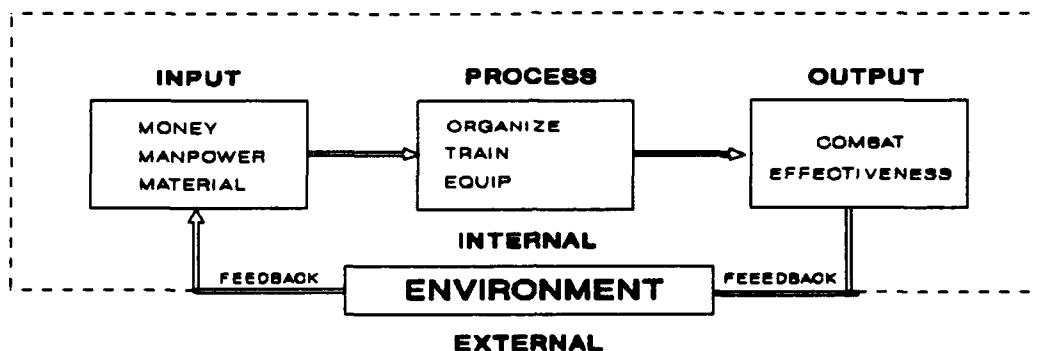 INPUT
PROCESS
OUTPUT
MONEY
MANPOWER
MATERIAL
ORGANIZE
TRAIN
EQUIP
COMBAT
EFFECTIVENESS
INTERNAL
FEEDBACK
ENVIRONMENT
FEEEDBACK
EXTERNAL